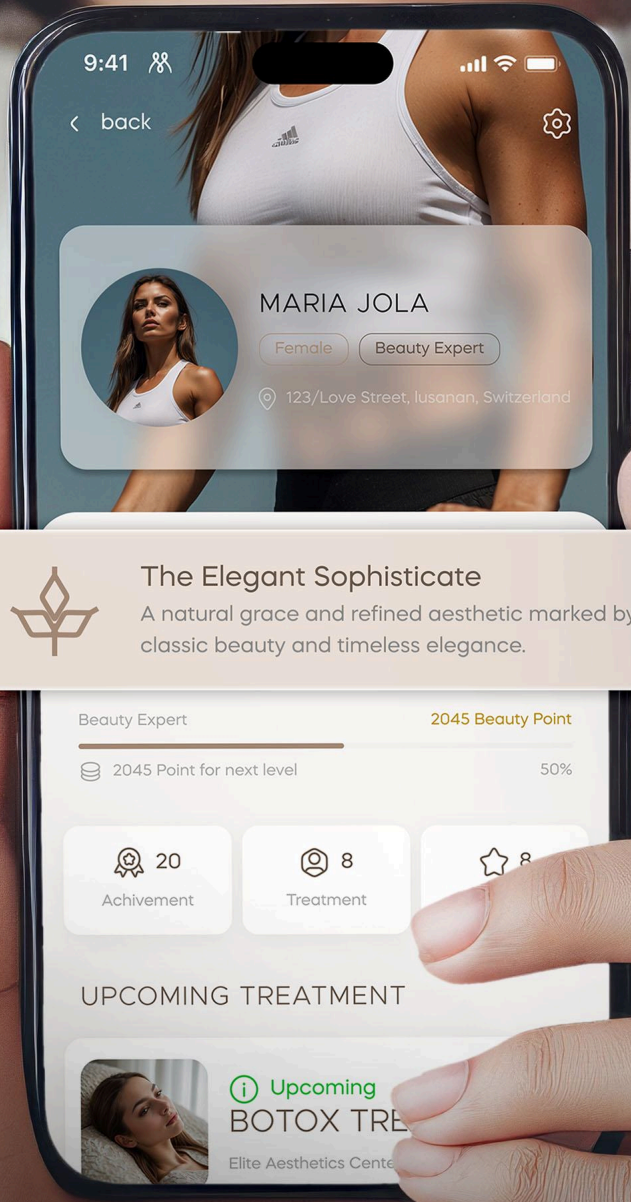 9:41
back
adidas
MARIA JOLA
Female
Beauty Expert
123/Love Street, lusanan, Switzerland
The Elegant Sophisticate
A natural grace and refined aesthetic marked by
classic beauty and timeless elegance.
Beauty Expert
2045 Beauty Point
2045 Point for next level
50%
20
Achivement
8
Treatment
8
UPCOMING TREATMENT
Upcoming
BOTOX
Elite Aesthetics